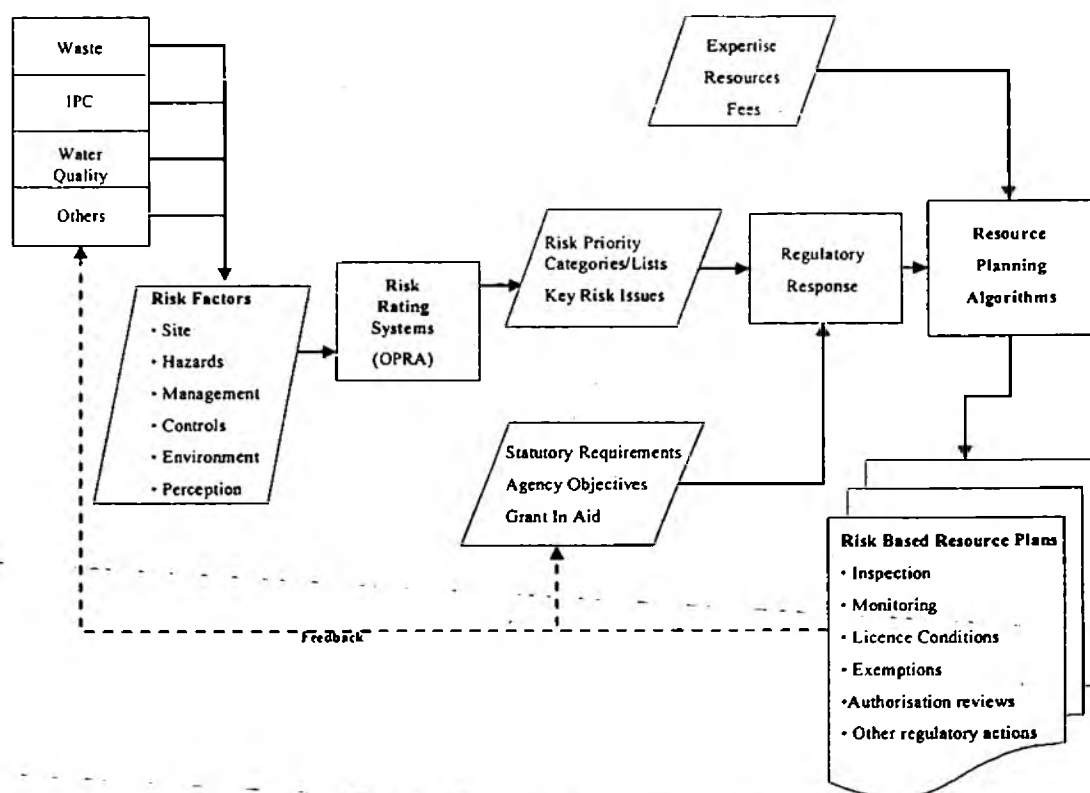 Waste
IPC
Water
Quality
Others
Risk Factors
• Site
• Hazards
• Management
• Controls
• Environment
• Perception
Risk
Rating
Systems
(OPRA)
Risk Priority
Categories/Lists
Key Risk Issues
Expertise
Resources
Fees
Regulatory
Response
Resource
Planning
Algorithms
Statutory Requirements
Agency Objectives
Grant In Aid
Risk Based Resource Plans
• Inspection
• Monitoring
• Licence Conditions
• Exemptions
•Authorisation reviews
• Other regulatory actions
Feedback